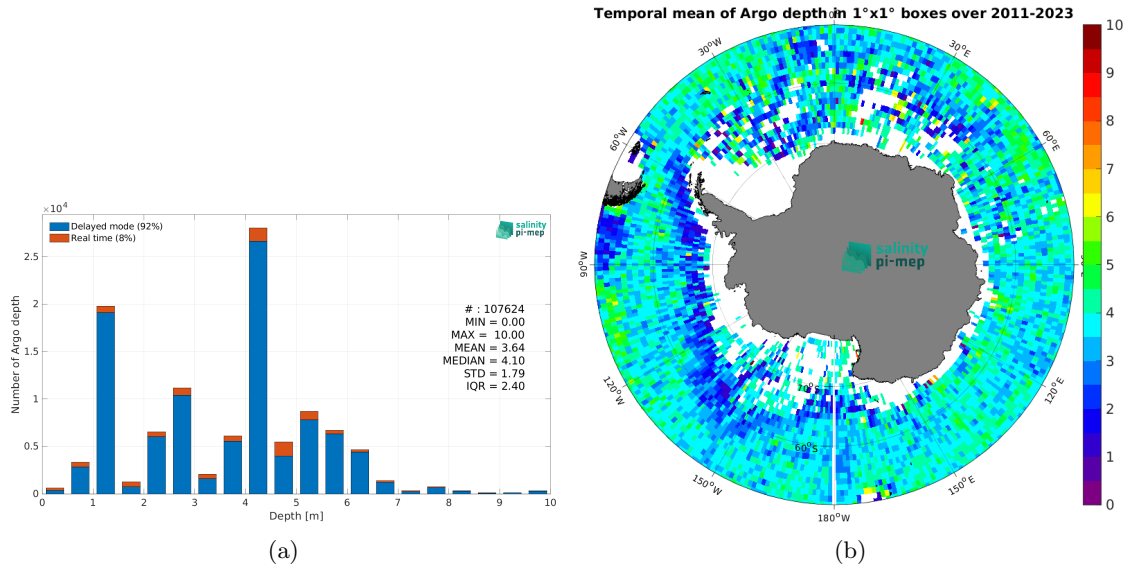 Temporal mean of Argo depth in 1°x1° boxes over 2011-2023
×10⁴
Delayed mode (92%)
Real time (8%)
salinity
pi-mep
# : 107624
MIN = 0.00
MAX = 10.00
MEAN = 3.64
MEDIAN = 4.10
STD = 1.79
IQR = 2.40
Number of Argo depth
2.5
2
1.5
1
0.5
0
0 1 2 3 4 5 6 7 8 9 10
Depth [m]
(a)
30°W
30°E
60°W
60°E
90°W
120°W
120°E
150°W
150°E
180°W
70°S
60°S
salinity
pi-mep
10
9
8
7
6
5
4
3
2
1
0
(b)